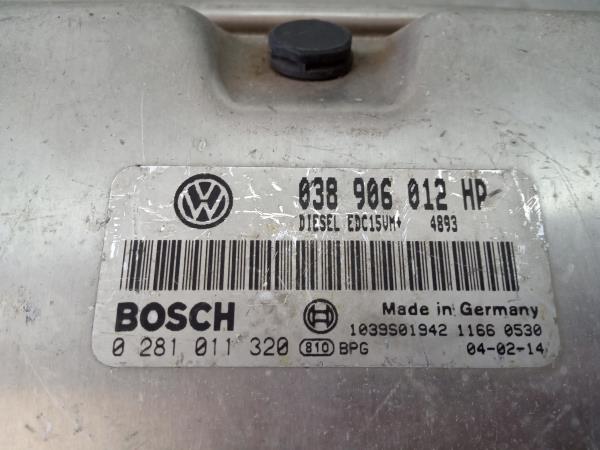 038 906 012 HP
DIESEL EDC15VM+ 4893
BOSCH
Made in Germany
1039S01942 1166 0530
0 281 011 320 810 BPG 04-02-14